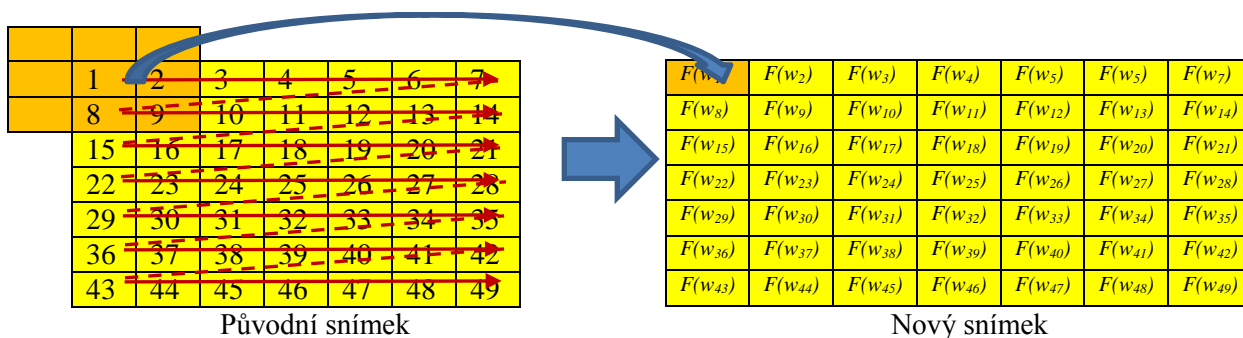 1 2 3 4 5 6 7
8 9 10 11 12 13 14
15 16 17 18 19 20 21
22 23 24 25 26 27 28
29 30 31 32 33 34 35
36 37 38 39 40 41 42
43 44 45 46 47 48 49
Původní snímek
F(w F(w2) F(w3) F(w4) F(w5) F(w5) F(w7)
F(w8) F(w9) F(w10) F(w11) F(w12) F(w13) F(w14)
F(w15) F(w16) F(w17) F(w18) F(w19) F(w20) F(w21)
F(w22) F(w23) F(w24) F(w25) F(w26) F(w27) F(w28)
F(w29) F(w30) F(w31) F(w32) F(w33) F(w34) F(w35)
F(w36) F(w37) F(w38) F(w39) F(w40) F(w41) F(w42)
F(w43) F(w44) F(w45) F(w46) F(w47) F(w48) F(w49)
Nový snímek